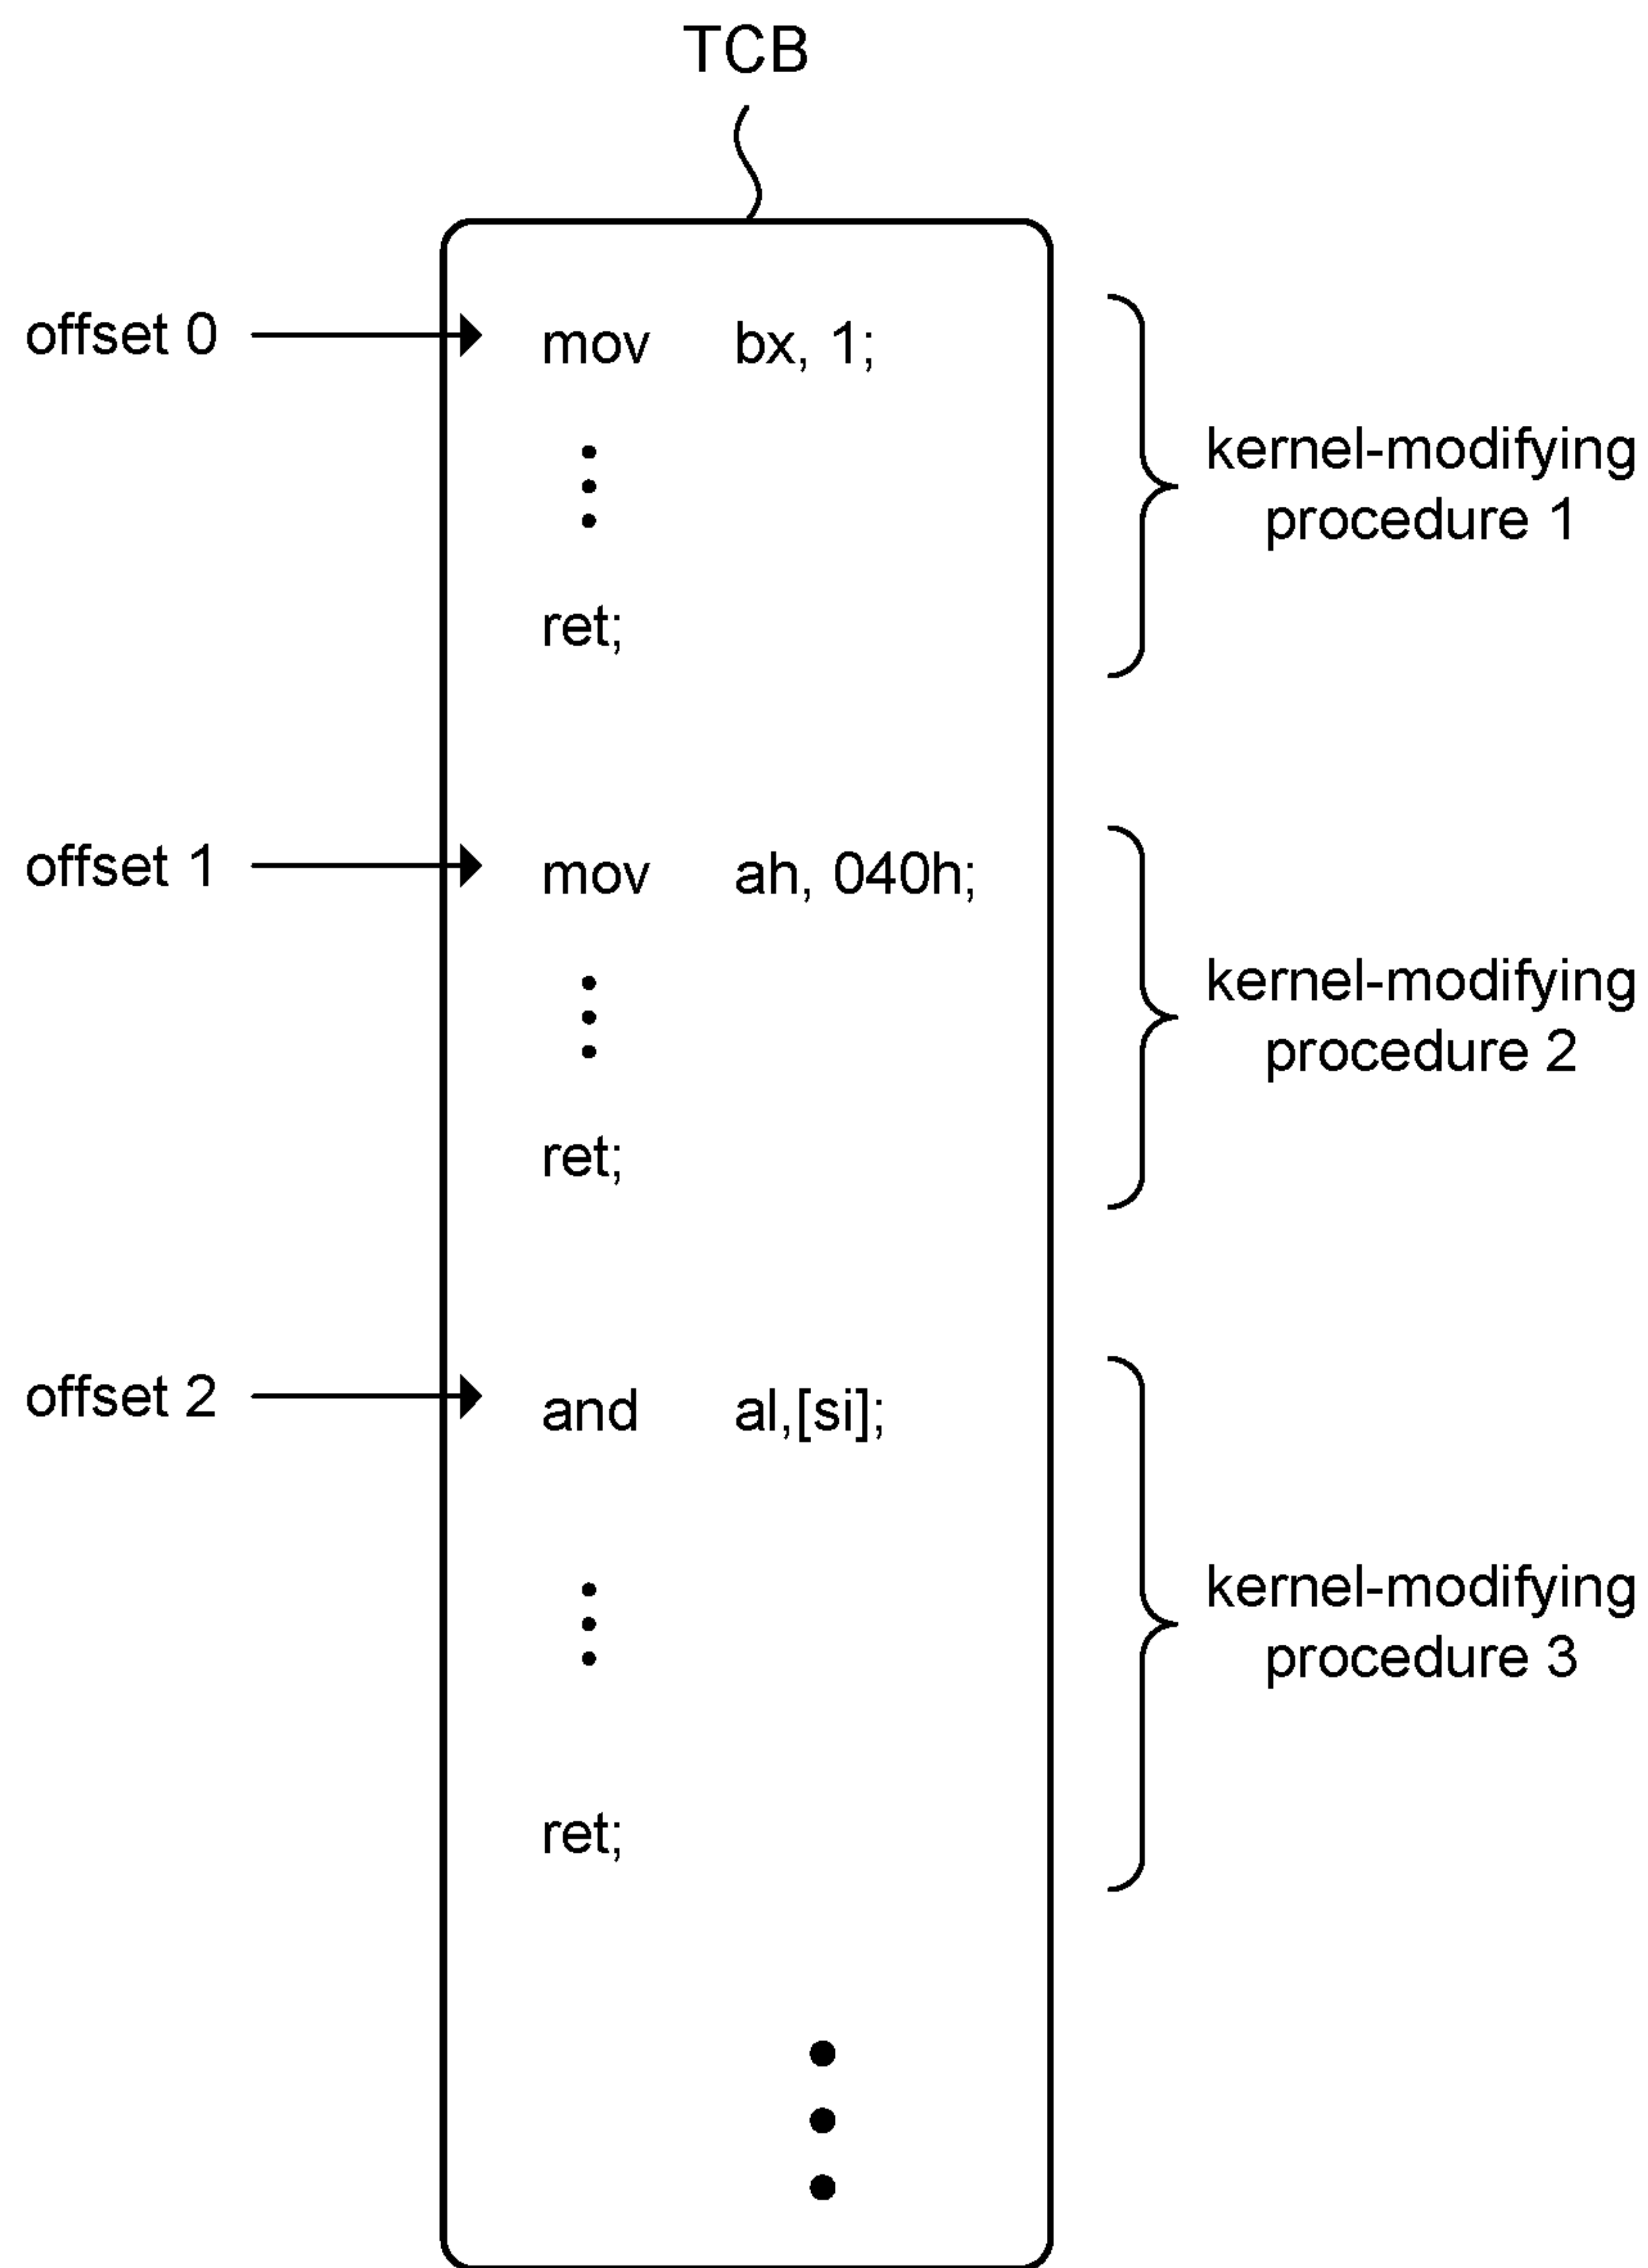 TCB
offset 0
mov bx, 1;
ret;
kernel-modifying
procedure 1
offset 1
mov ah, 040h;
ret;
kernel-modifying
procedure 2
offset 2
and al,[si];
ret;
kernel-modifying
procedure 3